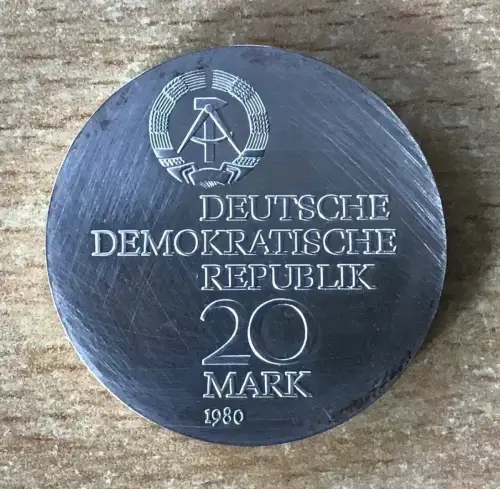 DEUTSCHE
DEMOKRATISCHE
REPUBLIK
20
MARK
1980